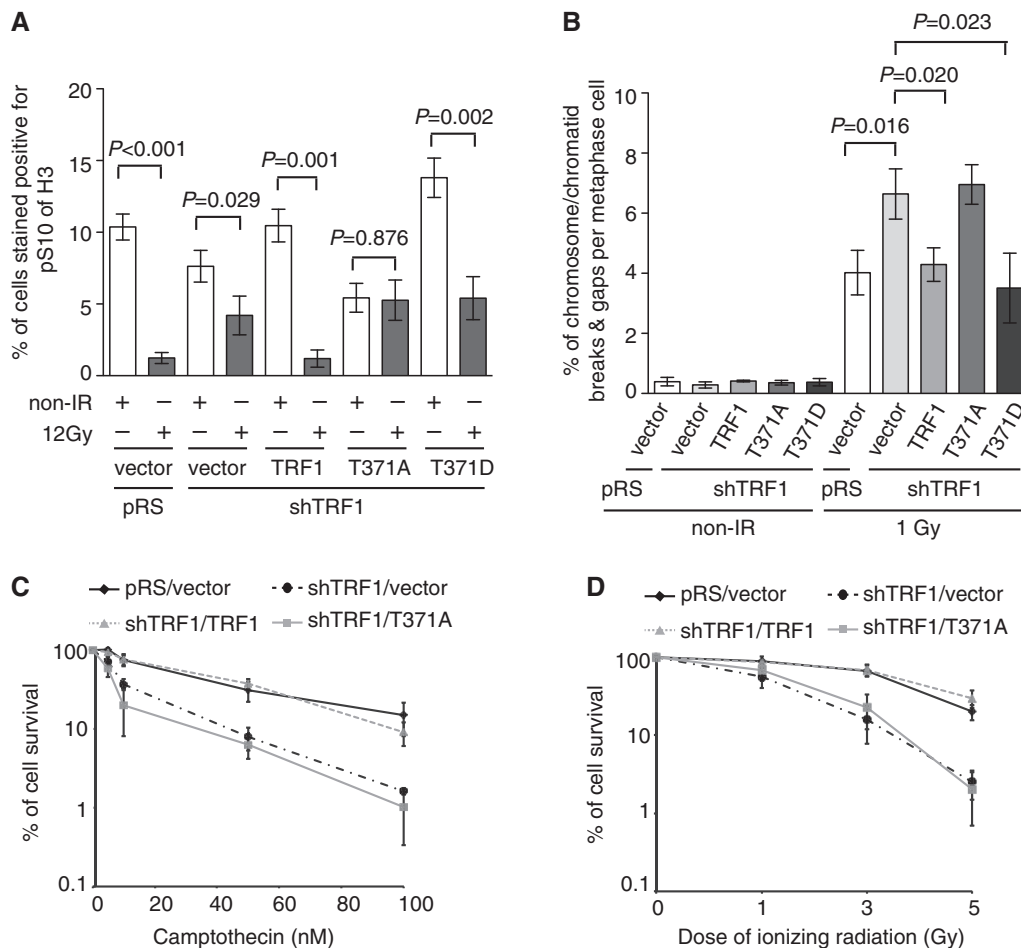 A
% of cells stained positive for
pS10 of H3
20
15
10
5
0
P<0.001
P=0.029
P=0.001
P=0.876
P=0.002
non-IR + − + − + − + − + −
12Gy − + − + − + − + − +
vector vector TRF1 T371A T371D
pRS shTRF1
B
% of chromosome/chromatid
breaks & gaps per metaphase cell
10
8
6
4
2
0
P=0.016
P=0.020
P=0.023
vector vector TRF1 T371A T371D vector vector TRF1 T371A T371D
pRS shTRF1 pRS shTRF1
non-IR 1 Gy
C
pRS/vector shTRF1/vector
shTRF1/TRF1 shTRF1/T371A
% of cell survival
100
10
1
0.1
0 20 40 60 80 100
Camptothecin (nM)
D
pRS/vector shTRF1/vector
shTRF1/TRF1 shTRF1/T371A
% of cell survival
100
10
1
0.1
0 1 3 5
Dose of ionizing radiation (Gy)